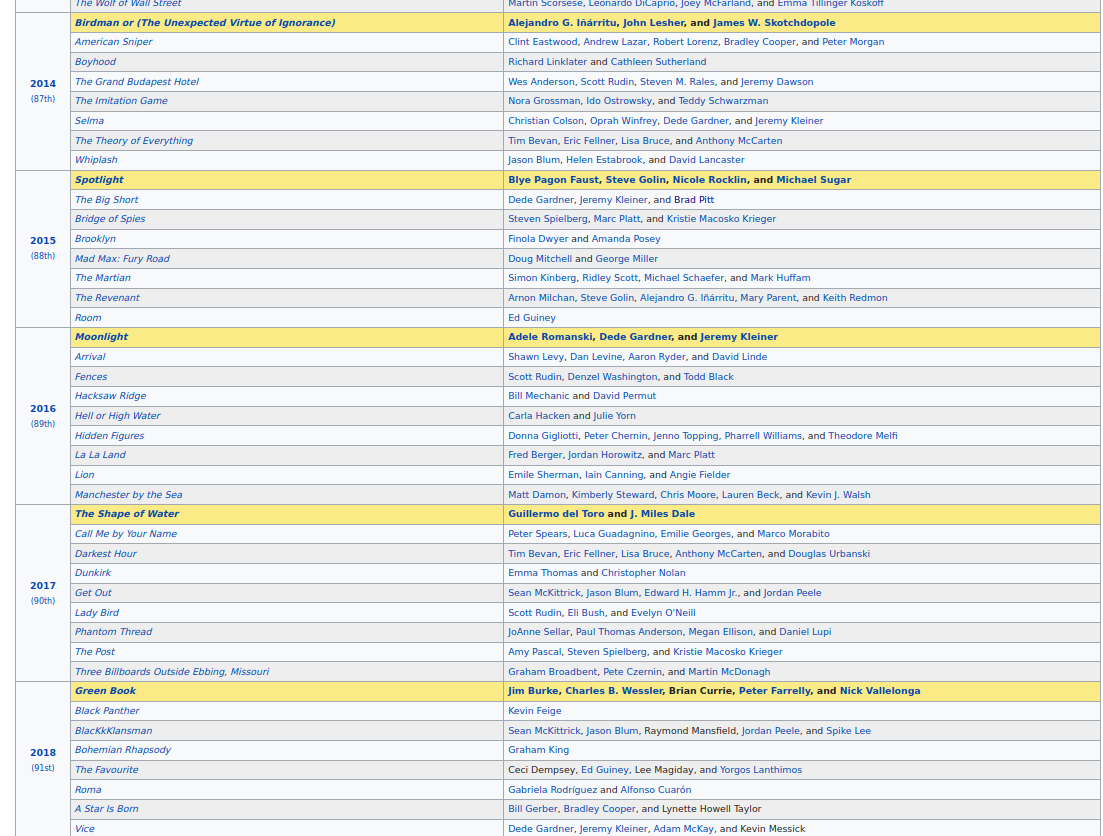 The Wolf of Wall Street Martin Scorsese, Leonardo DiCaprio, Joey McFarland, and Emma Tillinger Koskoff
Birdman or (The Unexpected Virtue of Ignorance) Alejandro G. Iñárritu, John Lesher, and James W. Skotchdopole
American Sniper Clint Eastwood, Andrew Lazar, Robert Lorenz, Bradley Cooper, and Peter Morgan
Boyhood Richard Linklater and Cathleen Sutherland
2014 The Grand Budapest Hotel Wes Anderson, Scott Rudin, Steven M. Rales, and Jeremy Dawson
(87th) The Imitation Game Nora Grossman, Ido Ostrowsky, and Teddy Schwarzman
Selma Christian Colson, Oprah Winfrey, Dede Gardner, and Jeremy Kleiner
The Theory of Everything Tim Bevan, Eric Fellner, Lisa Bruce, and Anthony McCarten
Whiplash Jason Blum, Helen Estabrook, and David Lancaster
Spotlight Blye Pagon Faust, Steve Golin, Nicole Rocklin, and Michael Sugar
The Big Short Dede Gardner, Jeremy Kleiner, and Brad Pitt
Bridge of Spies Steven Spielberg, Marc Platt, and Kristie Macosko Krieger
2015 Brooklyn Finola Dwyer and Amanda Posey
(88th) Mad Max: Fury Road Doug Mitchell and George Miller
The Martian Simon Kinberg, Ridley Scott, Michael Schaefer, and Mark Huffam
The Revenant Arnon Milchan, Steve Golin, Alejandro G. Iñárritu, Mary Parent, and Keith Redmon
Room Ed Guiney
Moonlight Adele Romanski, Dede Gardner, and Jeremy Kleiner
Arrival Shawn Levy, Dan Levine, Aaron Ryder, and David Linde
Fences Scott Rudin, Denzel Washington, and Todd Black
Hacksaw Ridge Bill Mechanic and David Permut
2016 Hell or High Water Carla Hacken and Julie Yorn
(89th) Hidden Figures Donna Gigliotti, Peter Chernin, Jenno Topping, Pharrell Williams, and Theodore Melfi
La La Land Fred Berger, Jordan Horowitz, and Marc Platt
Lion Emile Sherman, Iain Canning, and Angie Fielder
Manchester by the Sea Matt Damon, Kimberly Steward, Chris Moore, Lauren Beck, and Kevin J. Walsh
The Shape of Water Guillermo del Toro and J. Miles Dale
Call Me by Your Name Peter Spears, Luca Guadagnino, Emilie Georges, and Marco Morabito
Darkest Hour Tim Bevan, Eric Fellner, Lisa Bruce, Anthony McCarten, and Douglas Urbanski
Dunkirk Emma Thomas and Christopher Nolan
2017 Get Out Sean McKittrick, Jason Blum, Edward H. Hamm Jr., and Jordan Peele
(90th) Lady Bird Scott Rudin, Eli Bush, and Evelyn O'Neill
Phantom Thread JoAnne Sellar, Paul Thomas Anderson, Megan Ellison, and Daniel Lupi
The Post Amy Pascal, Steven Spielberg, and Kristie Macosko Krieger
Three Billboards Outside Ebbing, Missouri Graham Broadbent, Pete Czernin, and Martin McDonagh
Green Book Jim Burke, Charles B. Wessler, Brian Currie, Peter Farrelly, and Nick Vallelonga
Black Panther Kevin Feige
BlacKkKlansman Sean McKittrick, Jason Blum, Raymond Mansfield, Jordan Peele, and Spike Lee
2018 Bohemian Rhapsody Graham King
(91st) The Favourite Ceci Dempsey, Ed Guiney, Lee Magiday, and Yorgos Lanthimos
Roma Gabriela Rodríguez and Alfonso Cuarón
A Star Is Born Bill Gerber, Bradley Cooper, and Lynette Howell Taylor
Vice Dede Gardner, Jeremy Kleiner, Adam McKay, and Kevin Messick